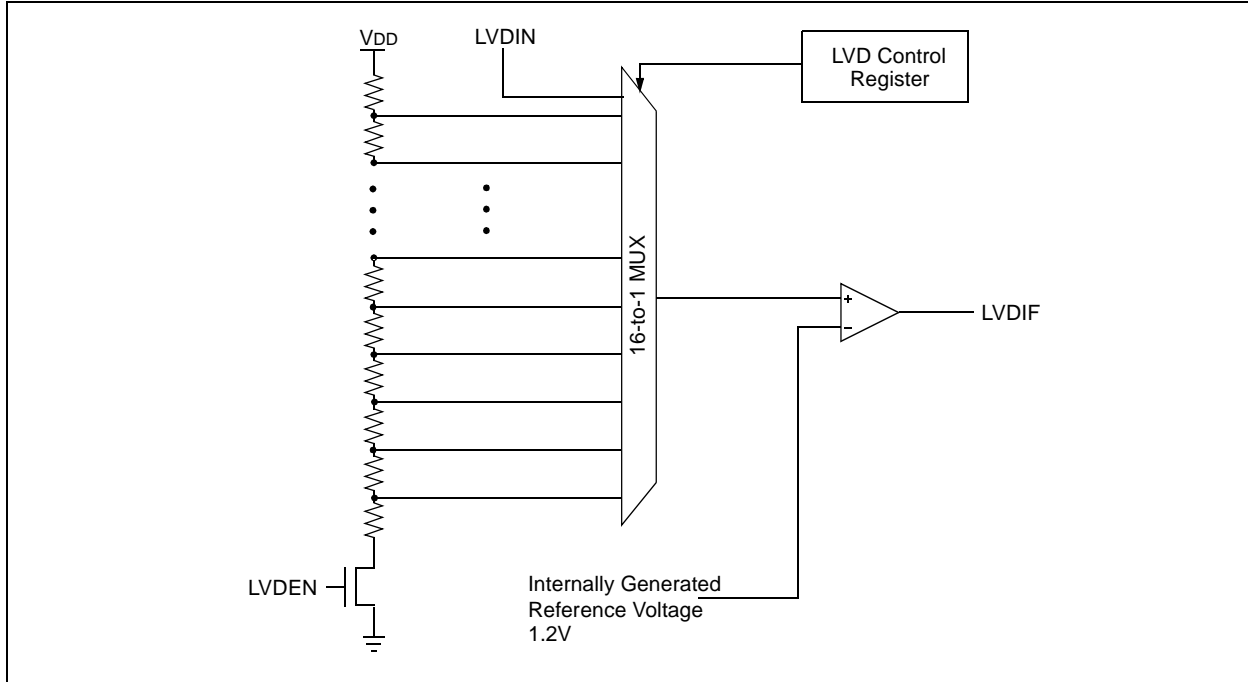 VDD
LVDIN
LVD Control
Register
16-to-1 MUX
+
−
LVDIF
LVDEN
Internally Generated
Reference Voltage
1.2V